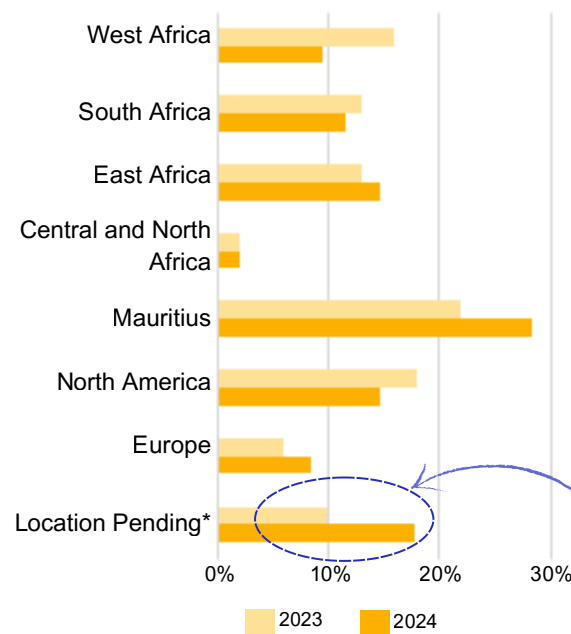 West Africa
South Africa
East Africa
Central and North
Africa
Mauritius
North America
Europe
Location Pending*
0% 10% 20% 30%
2023 2024